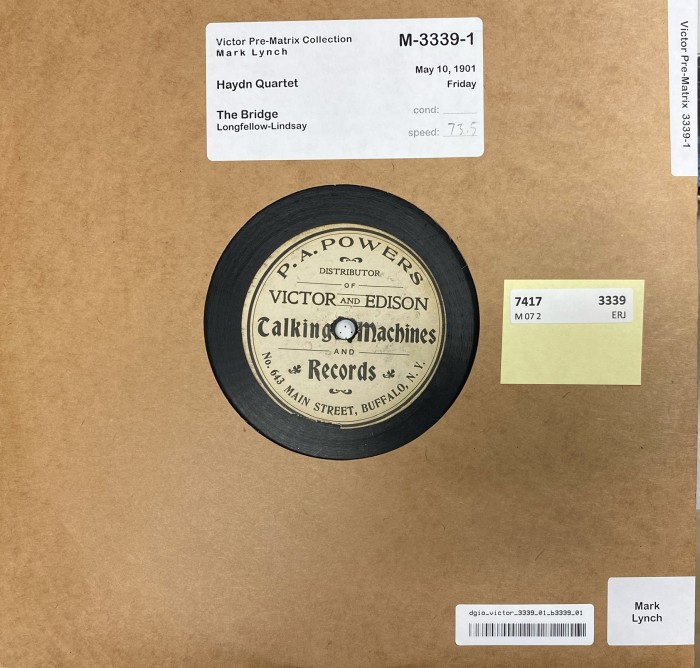 Victor Pre-Matrix Collection
Mark Lynch
M-3339-1
May 10, 1901
Friday
Haydn Quartet
The Bridge
Longfellow-Lindsay
cond:
speed: 73.5
Victor Pre-Matrix 3339-1
P. A. POWERS
DISTRIBUTOR
OF
VICTOR AND EDISON
Talking Machines
AND
Records
No. 643 MAIN STREET, BUFFALO, N. Y.
7417 3339
M 07 2 ERJ
dgio_victor_3339_01_b3339_01
Mark
Lynch